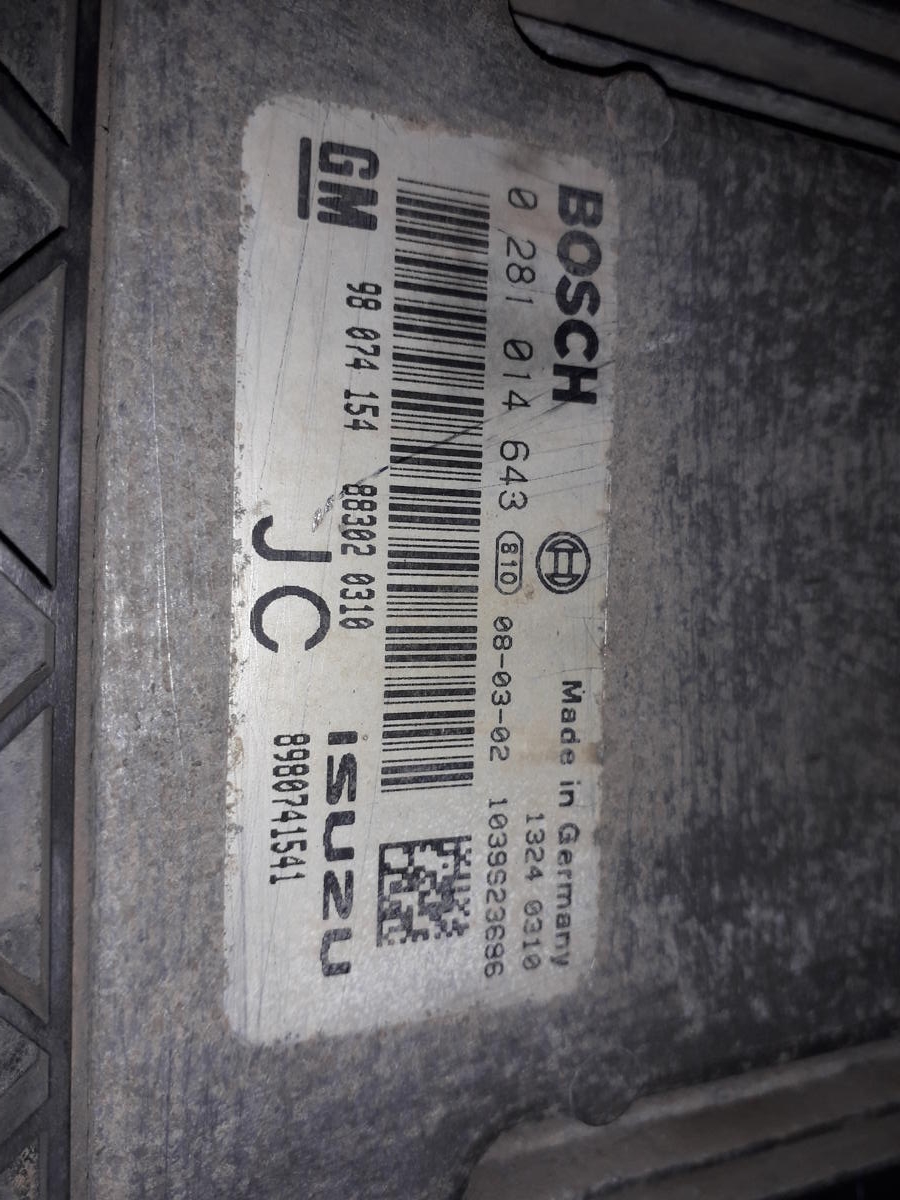 BOSCH Made in Germany
1324 0310
0 281 014 643 810 08-03-02 1039S23686
GM 98 074 154 88302 0310 ISUZU
JC 8980741541